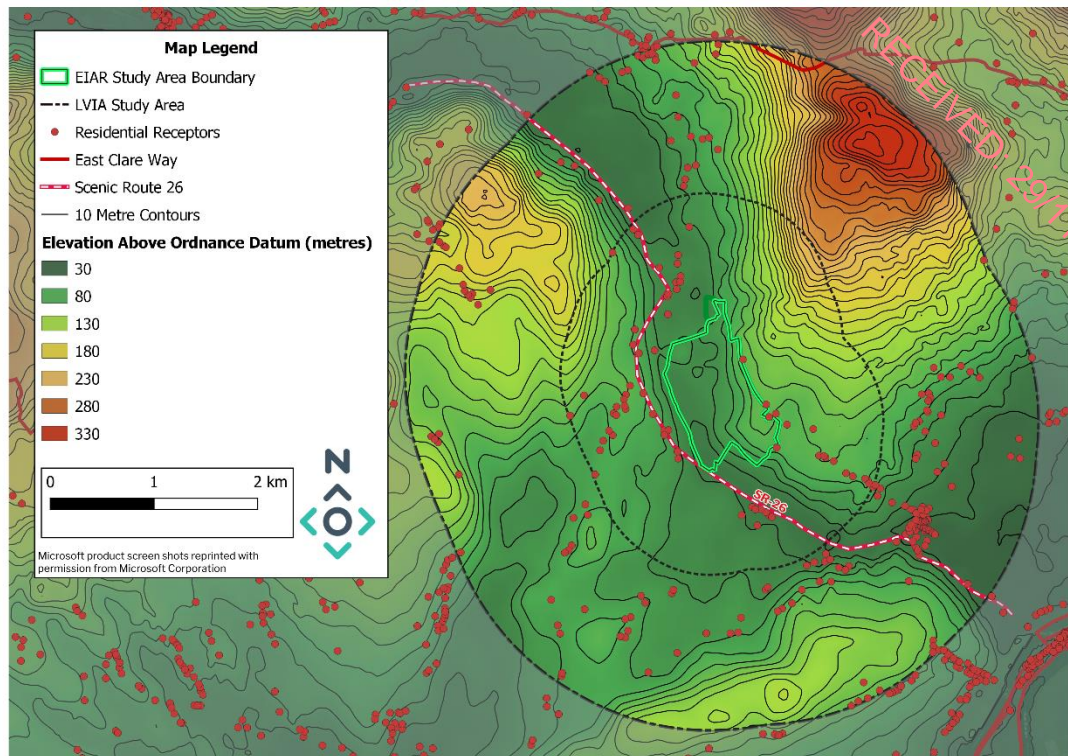 Map Legend
EIAR Study Area Boundary
LVIA Study Area
Residential Receptors
East Clare Way
Scenic Route 26
10 Metre Contours
Elevation Above Ordnance Datum (metres)
30
80
130
180
230
280
330
0 1 2 km
N
Microsoft product screen shots reprinted with
permission from Microsoft Corporation
SR-26
RECEIVED: 29/1